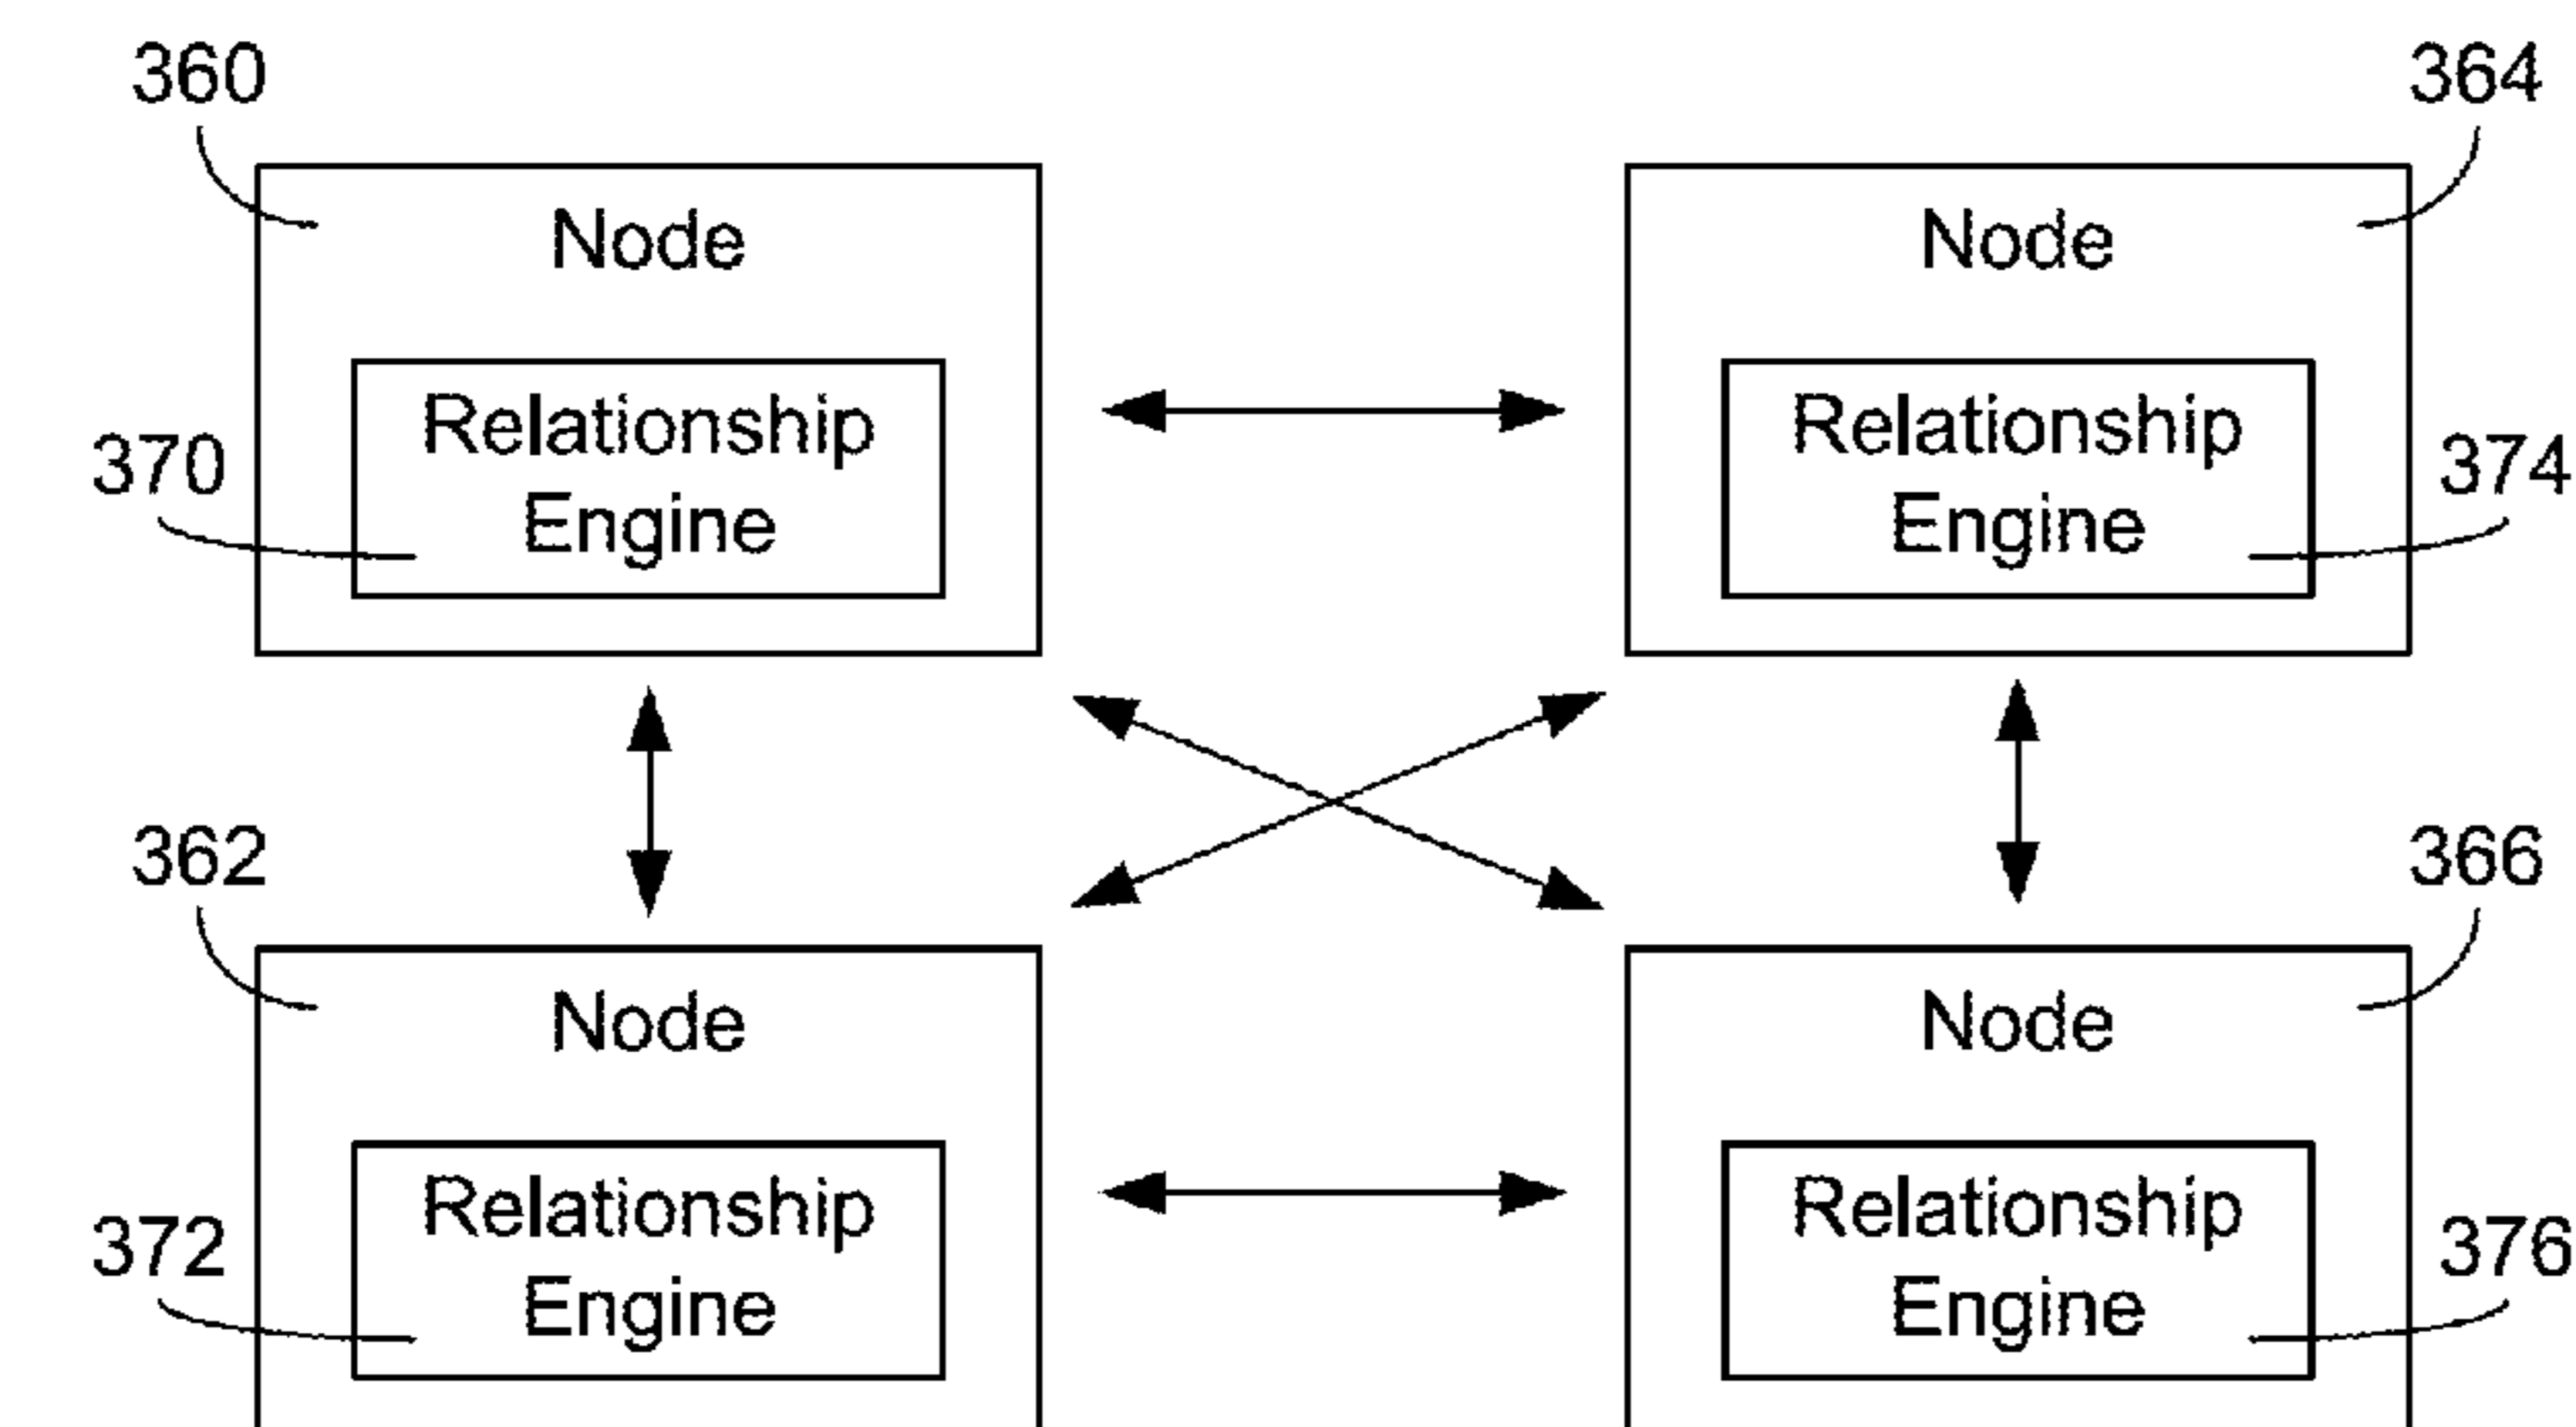 360
364
Node
Node
Relationship
Engine
Relationship
Engine
370
374
362
366
Node
Node
Relationship
Engine
Relationship
Engine
372
376